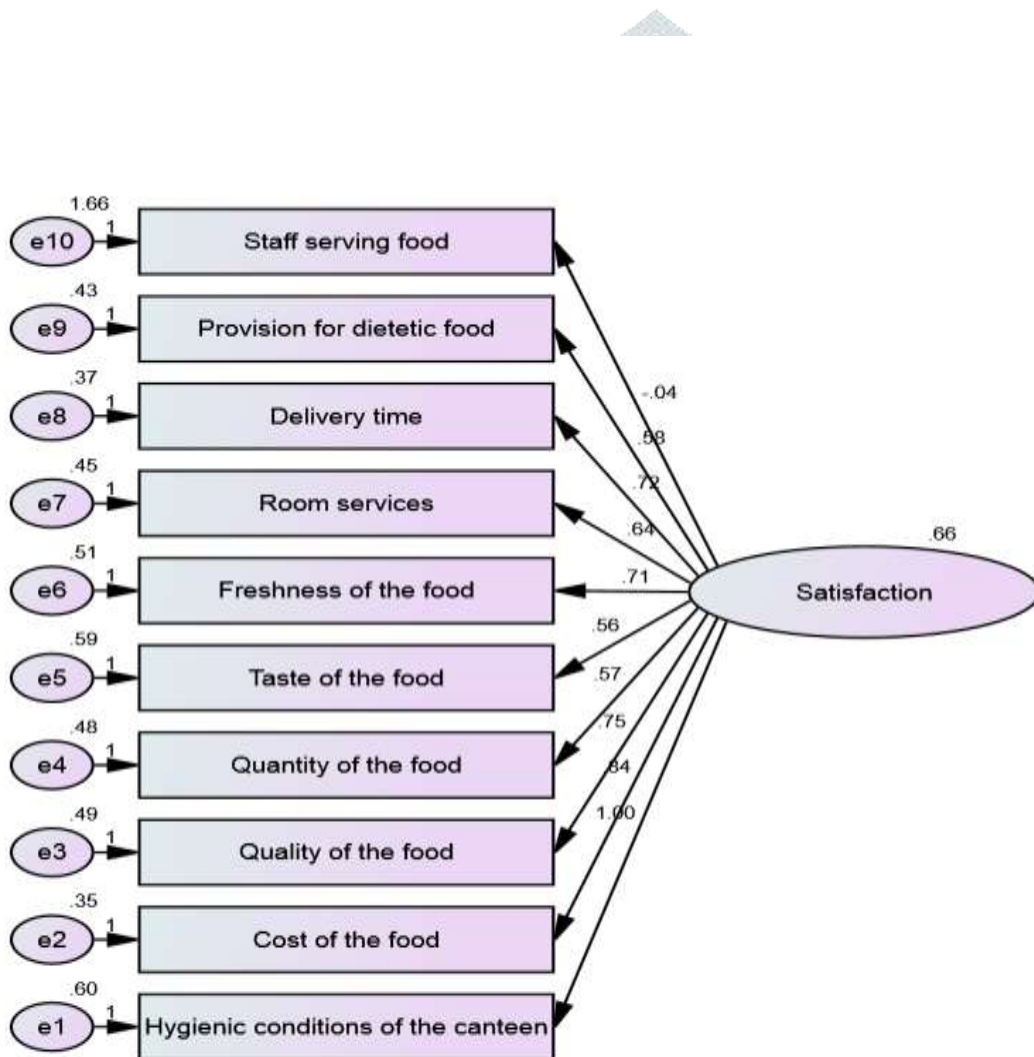 1.66
e10
1
Staff serving food
.43
e9
1
Provision for dietetic food
-.04
.37
e8
1
Delivery time
.58
.45
e7
1
Room services
.72
.64
.66
.51
e6
1
Freshness of the food
.71
Satisfaction
.59
e5
1
Taste of the food
.56
.57
.48
e4
1
Quantity of the food
.75
.84
.49
e3
1
Quality of the food
1.00
.35
e2
1
Cost of the food
.60
e1
1
Hygienic conditions of the canteen